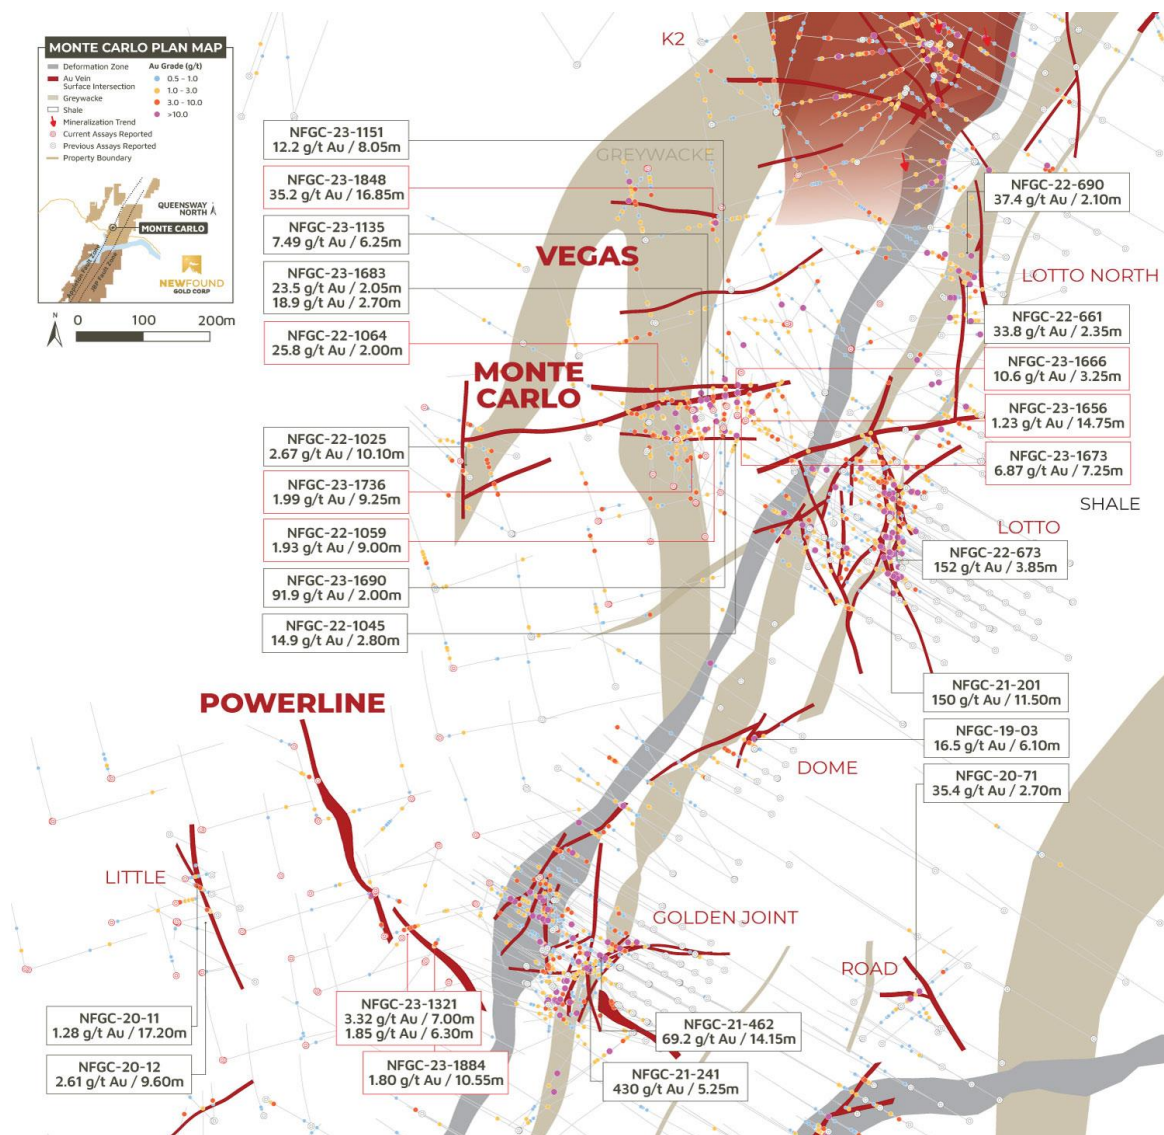 MONTE CARLO PLAN MAP
Deformation Zone
Au Vein
Surface Intersection
Greywacke
Shale
Mineralization Trend
Current Assays Reported
Previous Assays Reported
Property Boundary
Au Grade (g/t)
0.5 - 1.0
1.0 - 3.0
3.0 - 10.0
>10.0
QUEENSWAY
NORTH
MONTE CARLO
Appleton Fault Zone
JBP Fault Zone
NEWFOUND
GOLD CORP
N
0 100 200m
K2
GREYWACKE
NFGC-23-1151
12.2 g/t Au / 8.05m
NFGC-23-1848
35.2 g/t Au / 16.85m
NFGC-23-1135
7.49 g/t Au / 6.25m
NFGC-23-1683
23.5 g/t Au / 2.05m
18.9 g/t Au / 2.70m
NFGC-22-1064
25.8 g/t Au / 2.00m
VEGAS
MONTE
CARLO
NFGC-22-690
37.4 g/t Au / 2.10m
LOTTO NORTH
NFGC-22-661
33.8 g/t Au / 2.35m
NFGC-23-1666
10.6 g/t Au / 3.25m
NFGC-23-1656
1.23 g/t Au / 14.75m
NFGC-23-1673
6.87 g/t Au / 7.25m
SHALE
LOTTO
NFGC-22-673
152 g/t Au / 3.85m
NFGC-22-1025
2.67 g/t Au / 10.10m
NFGC-23-1736
1.99 g/t Au / 9.25m
NFGC-22-1059
1.93 g/t Au / 9.00m
NFGC-23-1690
91.9 g/t Au / 2.00m
NFGC-22-1045
14.9 g/t Au / 2.80m
NFGC-21-201
150 g/t Au / 11.50m
NFGC-19-03
16.5 g/t Au / 6.10m
NFGC-20-71
35.4 g/t Au / 2.70m
POWERLINE
DOME
LITTLE
GOLDEN JOINT
ROAD
NFGC-20-11
1.28 g/t Au / 17.20m
NFGC-20-12
2.61 g/t Au / 9.60m
NFGC-23-1321
3.32 g/t Au / 7.00m
1.85 g/t Au / 6.30m
NFGC-23-1884
1.80 g/t Au / 10.55m
NFGC-21-462
69.2 g/t Au / 14.15m
NFGC-21-241
430 g/t Au / 5.25m